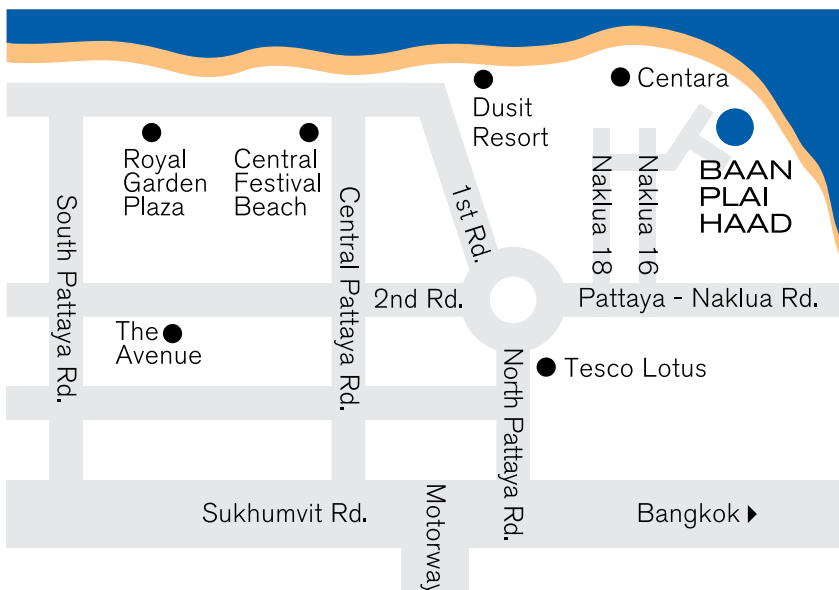 Centara
Dusit
Resort
BAAN
PLAI
HAAD
Royal
Garden
Plaza
Central
Festival
Beach
1st Rd.
Naklua 18
Naklua 16
South Pattaya Rd.
Central Pattaya Rd.
2nd Rd.
Pattaya - Naklua Rd.
The
Avenue
Tesco Lotus
North Pattaya Rd.
Sukhumvit Rd.
Motorway
Bangkok